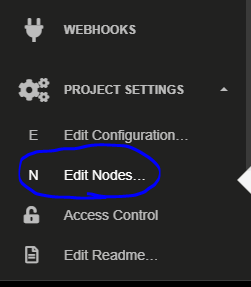 WEBHOOKS
PROJECT SETTINGS
E Edit Configuration...
N Edit Nodes...
Access Control
Edit Readme...